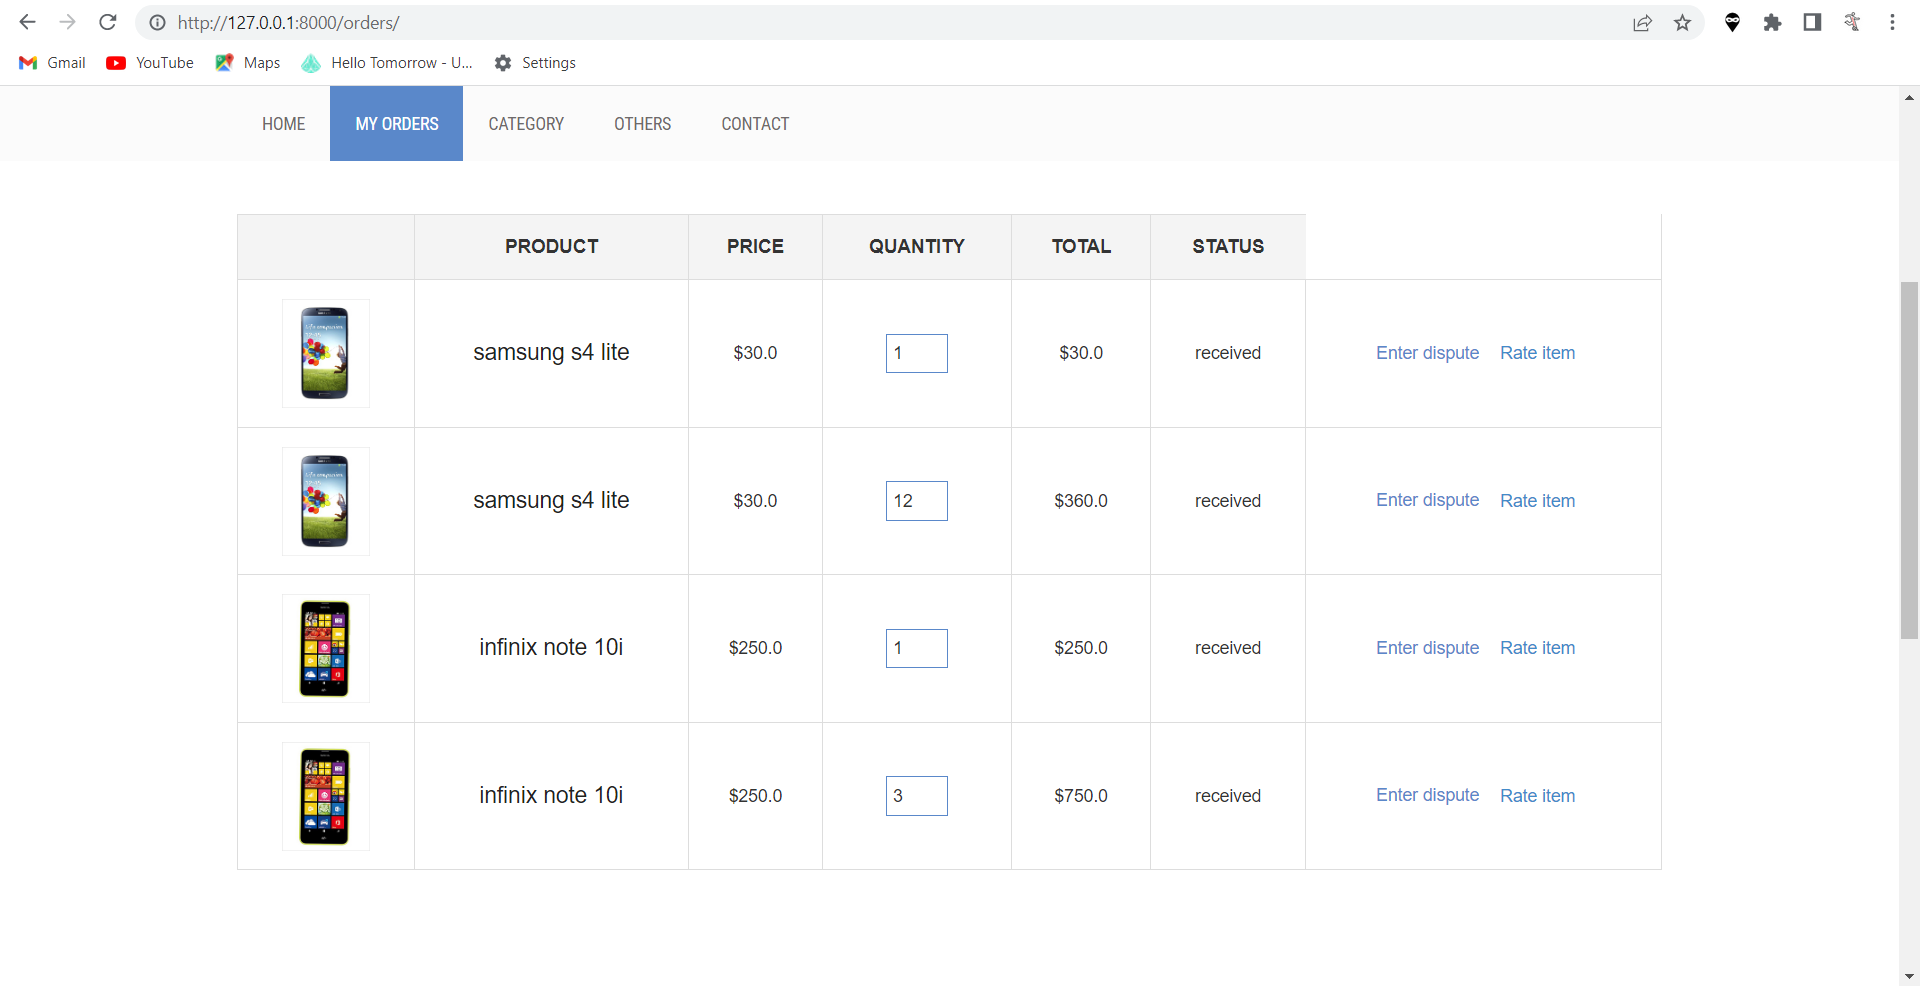 http://127.0.0.1:8000/orders/
Gmail YouTube Maps Hello Tomorrow - U... Settings
HOME MY ORDERS CATEGORY OTHERS CONTACT
PRODUCT PRICE QUANTITY TOTAL STATUS
samsung s4 lite $30.0 1 $30.0 received Enter dispute Rate item
samsung s4 lite $30.0 12 $360.0 received Enter dispute Rate item
infinix note 10i $250.0 1 $250.0 received Enter dispute Rate item
infinix note 10i $250.0 3 $750.0 received Enter dispute Rate item